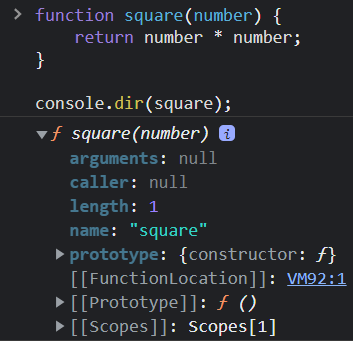 > function square(number) {
    return number * number;
}
console.dir(square);
▼ ƒ square(number) i
arguments: null
caller: null
length: 1
name: "square"
▶ prototype: {constructor: ƒ}
[[FunctionLocation]]: VM92:1
▶ [[Prototype]]: ƒ ()
▶ [[Scopes]]: Scopes[1]